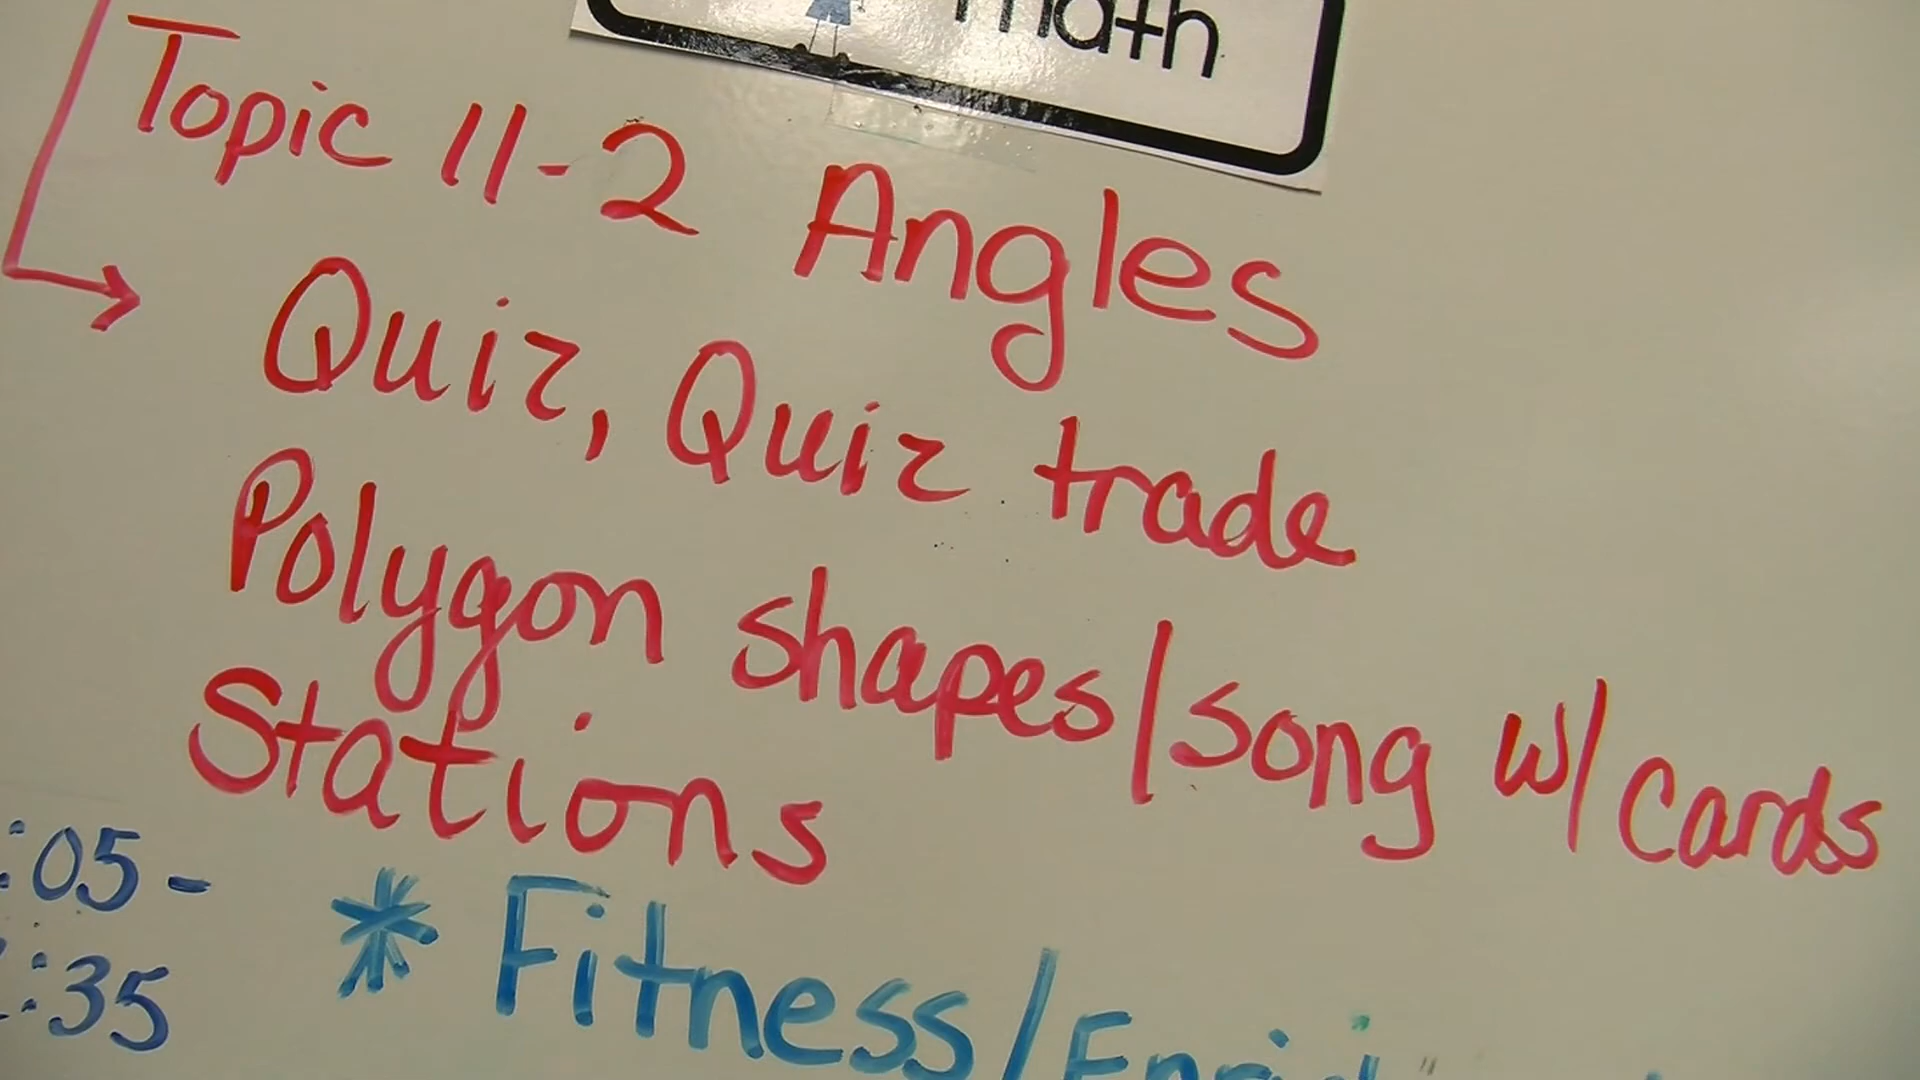 math
Topic 11-2 Angles
Quiz, Quiz trade
Polygon shapes/song w/ cards
Stations
:05-
:35
* Fitness/